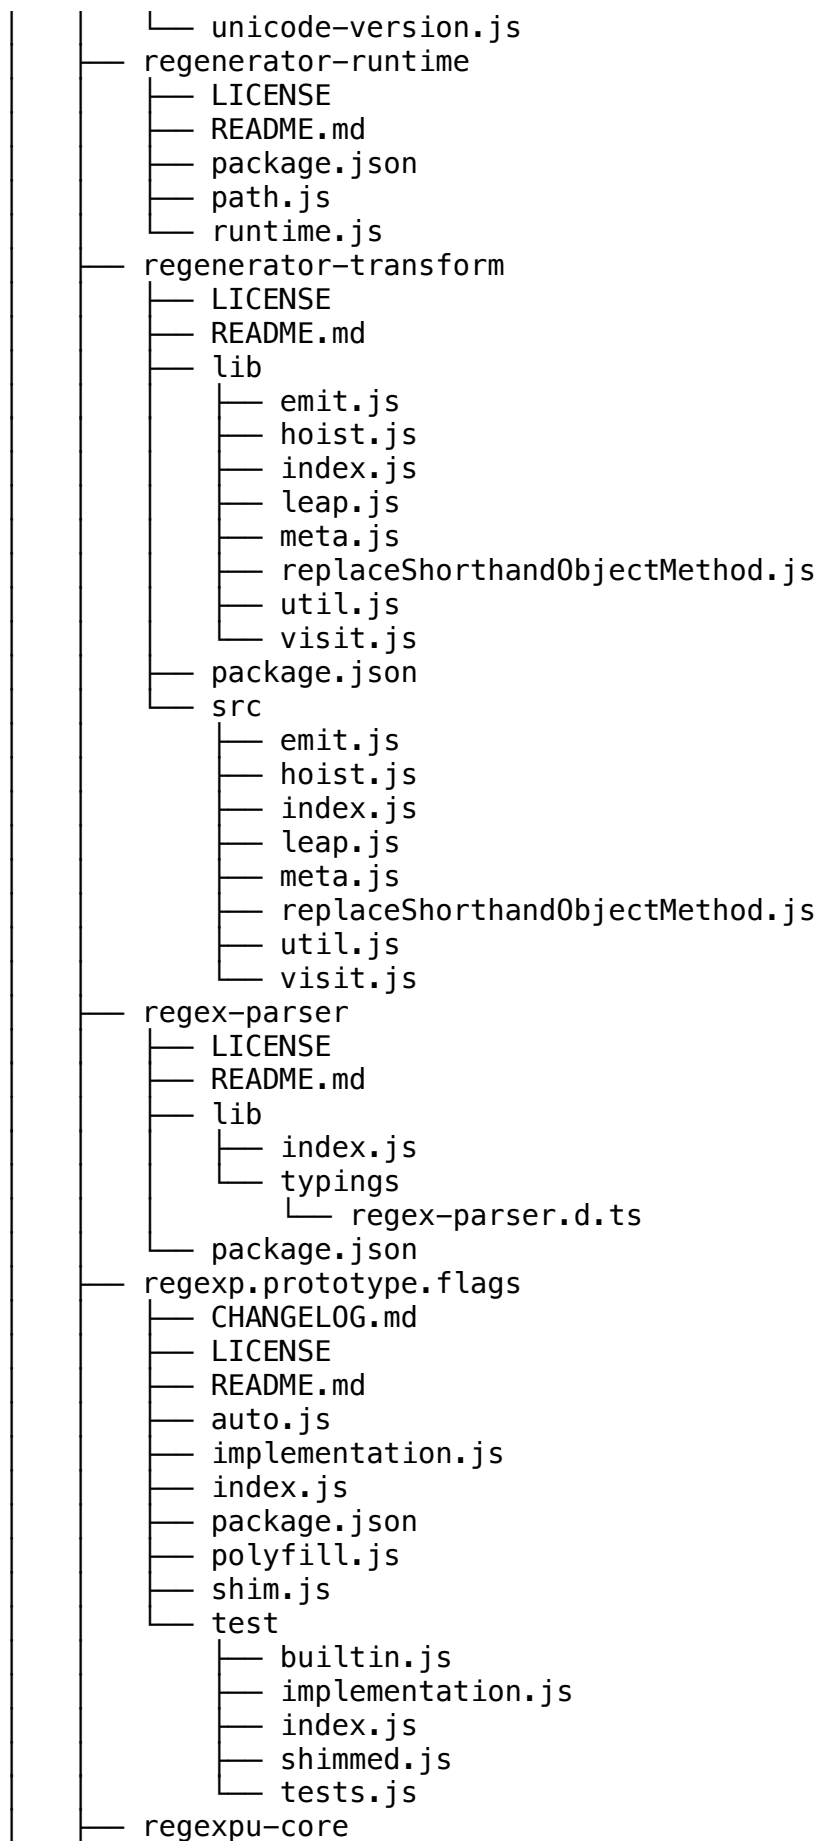 │   │   └── unicode-version.js
│   ├── regenerator-runtime
│   │   ├── LICENSE
│   │   ├── README.md
│   │   ├── package.json
│   │   ├── path.js
│   │   └── runtime.js
│   ├── regenerator-transform
│   │   ├── LICENSE
│   │   ├── README.md
│   │   ├── lib
│   │   │   ├── emit.js
│   │   │   ├── hoist.js
│   │   │   ├── index.js
│   │   │   ├── leap.js
│   │   │   ├── meta.js
│   │   │   ├── replaceShorthandObjectMethod.js
│   │   │   ├── util.js
│   │   │   └── visit.js
│   │   ├── package.json
│   │   └── src
│   │       ├── emit.js
│   │       ├── hoist.js
│   │       ├── index.js
│   │       ├── leap.js
│   │       ├── meta.js
│   │       ├── replaceShorthandObjectMethod.js
│   │       ├── util.js
│   │       └── visit.js
│   ├── regex-parser
│   │   ├── LICENSE
│   │   ├── README.md
│   │   ├── lib
│   │   │   ├── index.js
│   │   │   └── typings
│   │   │       └── regex-parser.d.ts
│   │   └── package.json
│   ├── regexp.prototype.flags
│   │   ├── CHANGELOG.md
│   │   ├── LICENSE
│   │   ├── README.md
│   │   ├── auto.js
│   │   ├── implementation.js
│   │   ├── index.js
│   │   ├── package.json
│   │   ├── polyfill.js
│   │   ├── shim.js
│   │   └── test
│   │       ├── builtin.js
│   │       ├── implementation.js
│   │       ├── index.js
│   │       ├── shimmed.js
│   │       └── tests.js
│   ├── regexpu-core